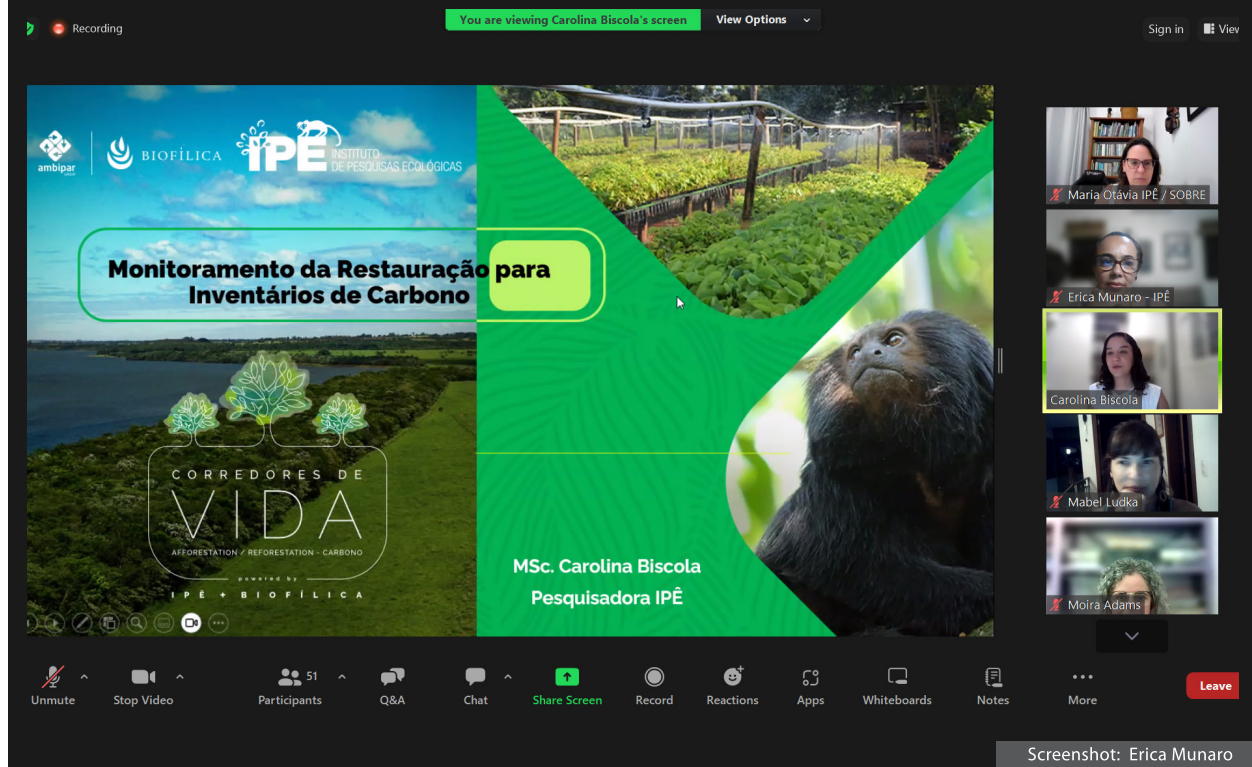 Recording
You are viewing Carolina Biscola's screen
View Options
Sign in
View
ambipar
GROUP
BIOFÍLICA
IPÊ
INSTITUTO
DE PESQUISAS ECOLÓGICAS
Monitoramento da Restauração para
Inventários de Carbono
CORREDORES DE
VIDA
AFFORESTATION / REFORESTATION - CARBONO
powered by
IPÊ + BIOFÍLICA
MSc. Carolina Biscola
Pesquisadora IPÊ
Maria Otávia IPÊ / SOBRE
Erica Munaro - IPÊ
Carolina Biscola
Mabel Ludka
Moira Adams
Unmute
Stop Video
51
Participants
Q&A
Chat
Share Screen
Record
Reactions
Apps
Whiteboards
Notes
More
Leave
Screenshot: Erica Munaro